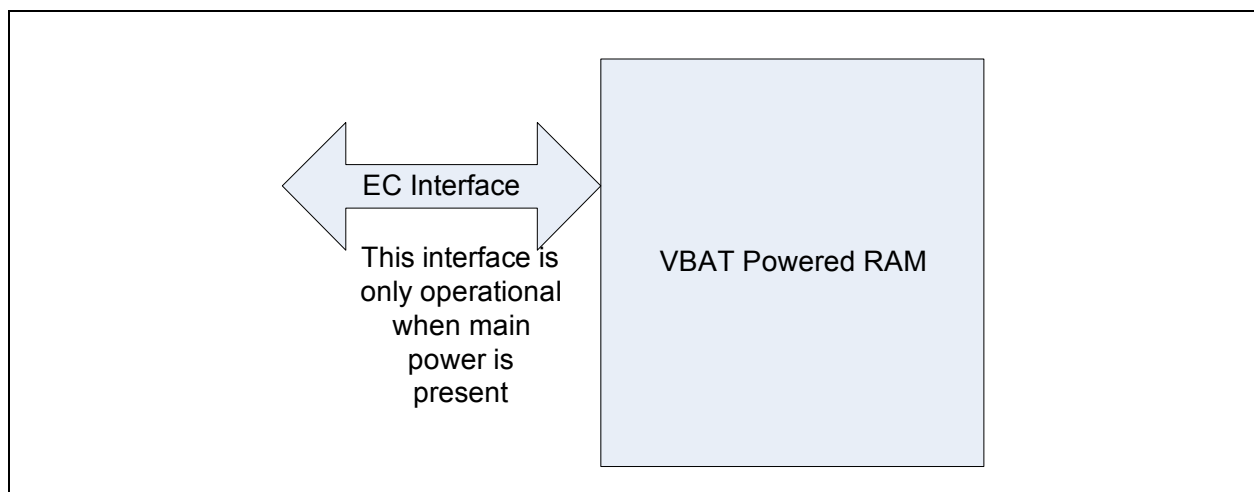 EC Interface
This interface is
only operational
when main
power is
present
VBAT Powered RAM